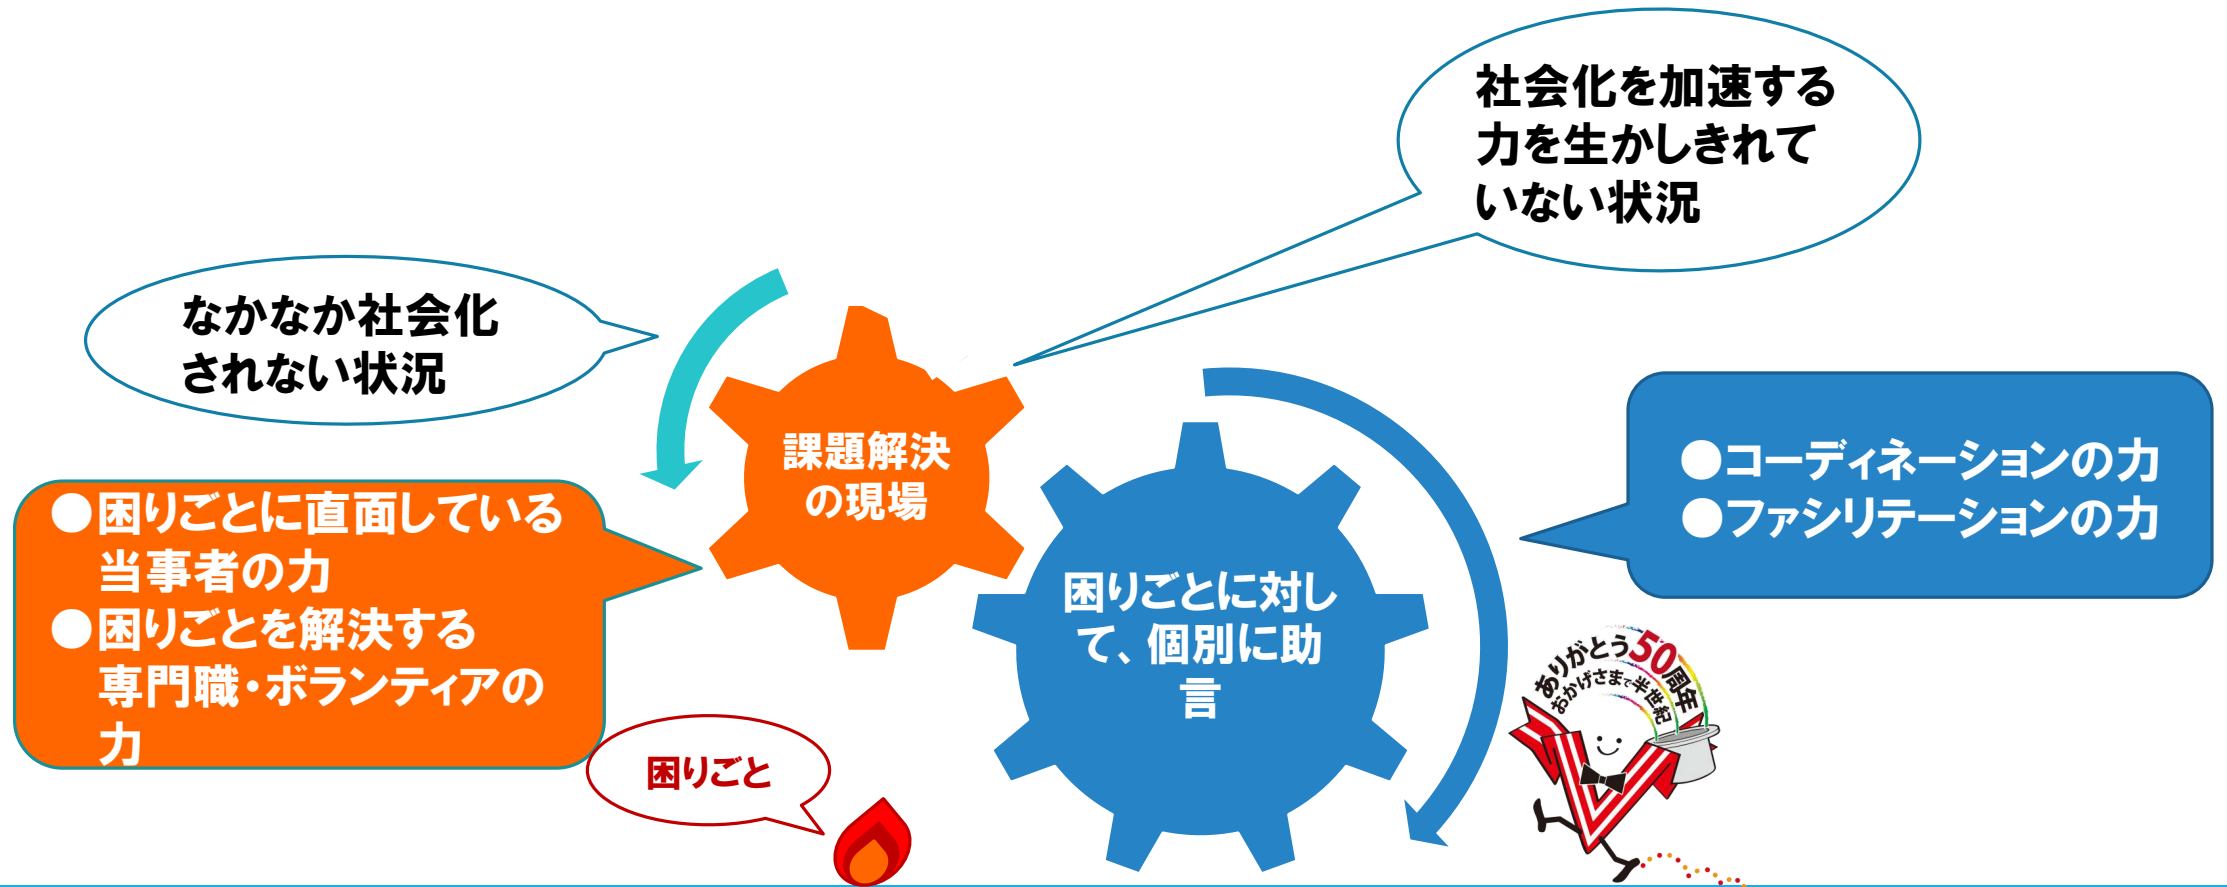 社会化を加速する
力を生かしきれて
いない状況
なかなか社会化
されない状況
課題解決
の現場
●コーディネーションの力
●ファシリテーションの力
●困りごとに直面している
当事者の力
●困りごとを解決する
専門職・ボランティアの
力
困りごとに対し
て、個別に助
言
困りごと
ありがとう50周年
おかげさまで半世紀